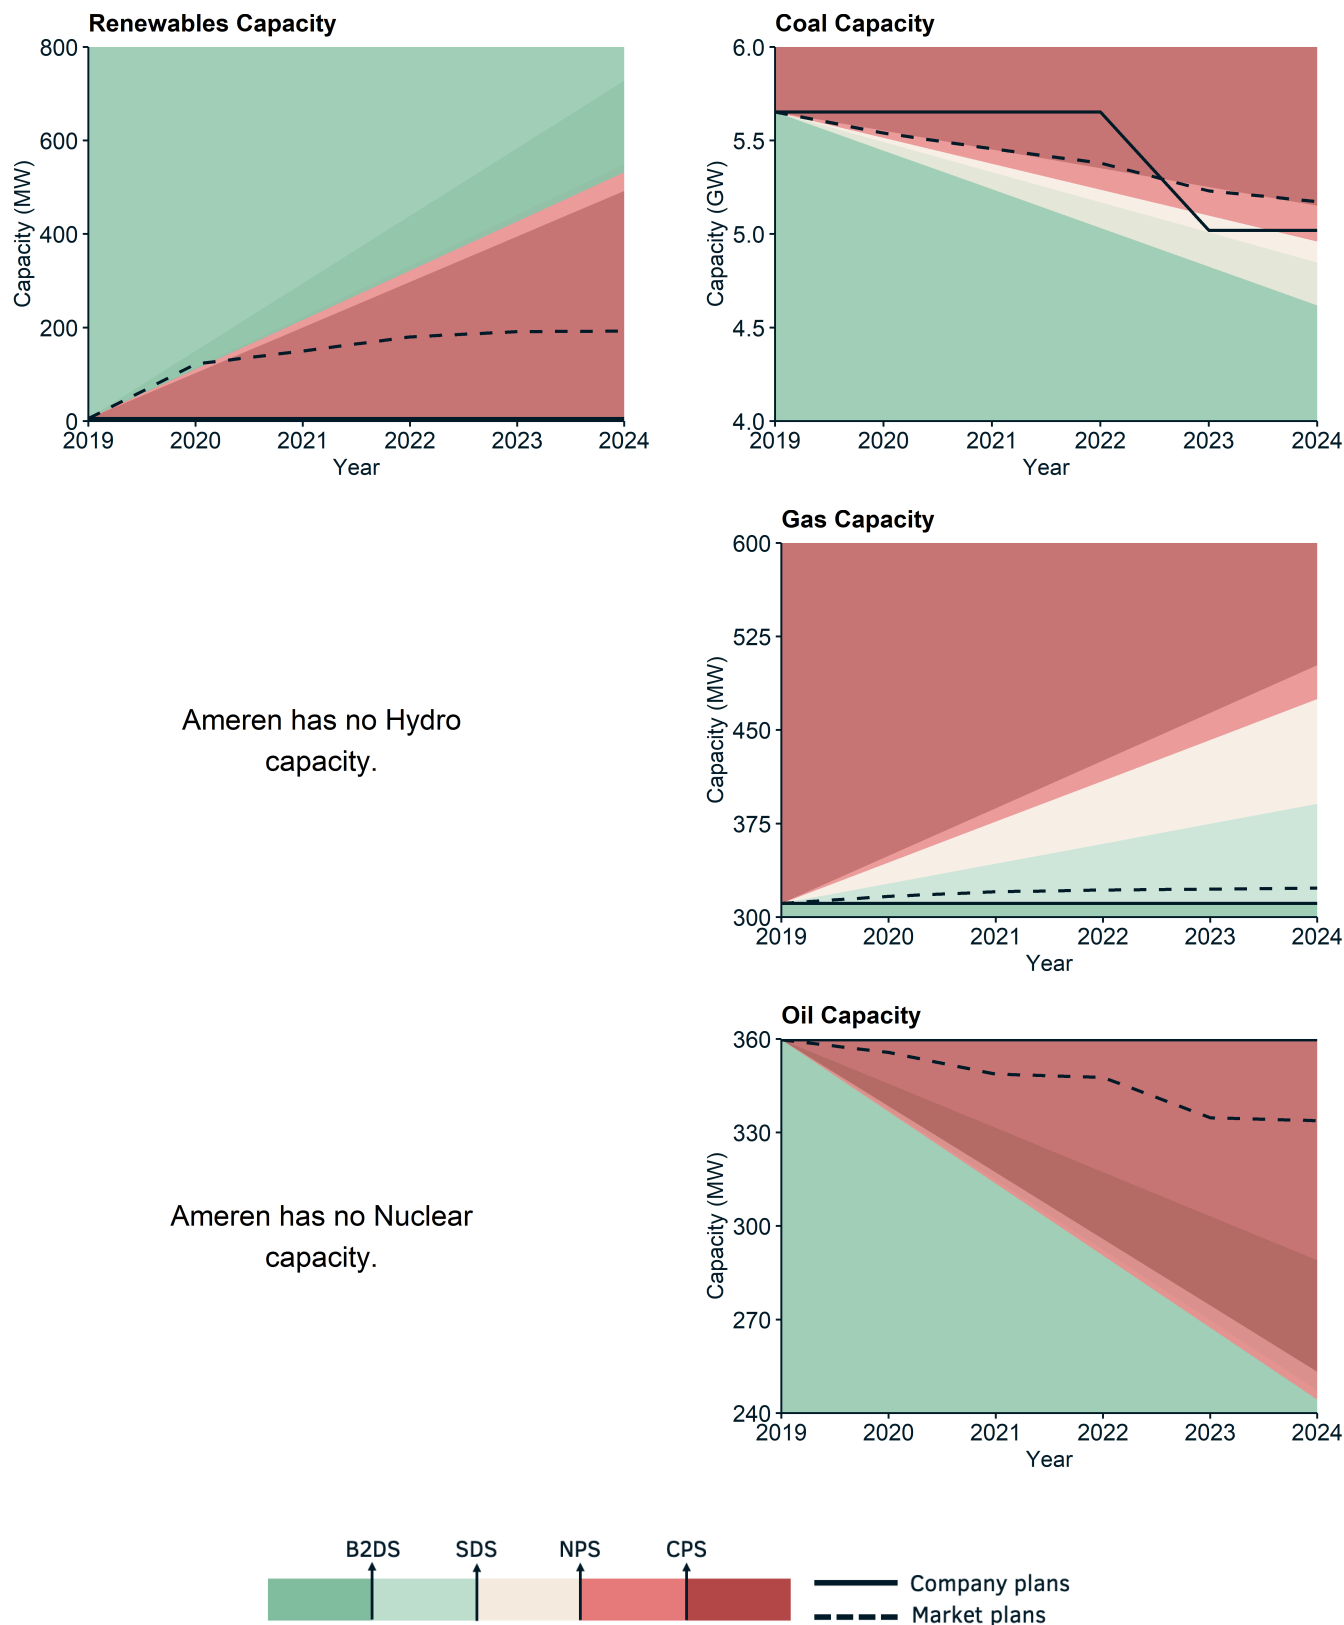 Renewables Capacity
Capacity (MW)
800
600
400
200
0
2019 2020 2021 2022 2023 2024
Year
Coal Capacity
Capacity (GW)
6.0
5.5
5.0
4.5
4.0
2019 2020 2021 2022 2023 2024
Year
Ameren has no Hydro
capacity.
Gas Capacity
Capacity (MW)
600
525
450
375
300
2019 2020 2021 2022 2023 2024
Year
Ameren has no Nuclear
capacity.
Oil Capacity
Capacity (MW)
360
330
300
270
240
2019 2020 2021 2022 2023 2024
Year
B2DS SDS NPS CPS
Company plans
Market plans